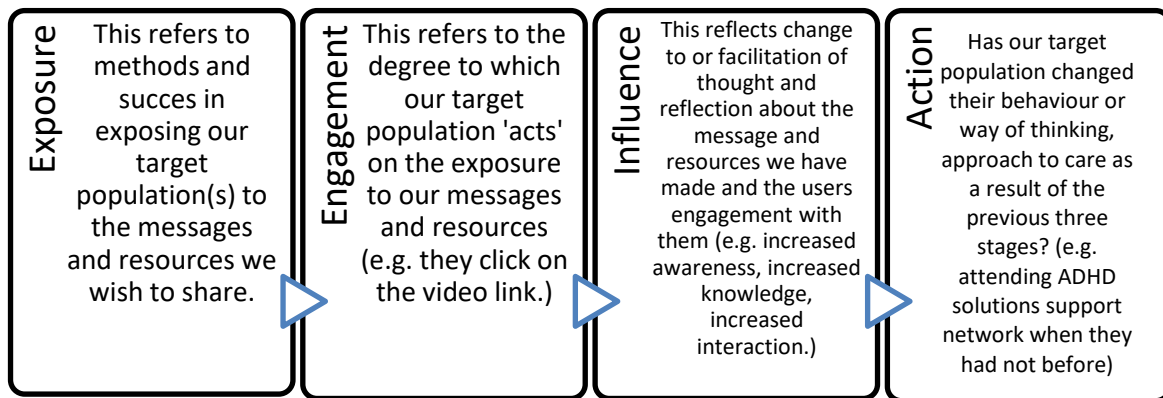 Exposure
This refers to
methods and
succes in
exposing our
target
population(s) to
the messages
and resources we
wish to share.
Engagement
This refers to the
degree to which
our target
population 'acts'
on the exposure
to our messages
and resources
(e.g. they click on
the video link.)
Influence
This reflects change
to or facilitation of
thought and
reflection about the
message and
resources we have
made and the users
engagement with
them (e.g. increased
awareness, increased
knowledge,
increased
interaction.)
Action
Has our target
population changed
their behaviour or
way of thinking,
approach to care as
a result of the
previous three
stages? (e.g.
attending ADHD
solutions support
network when they
had not before)